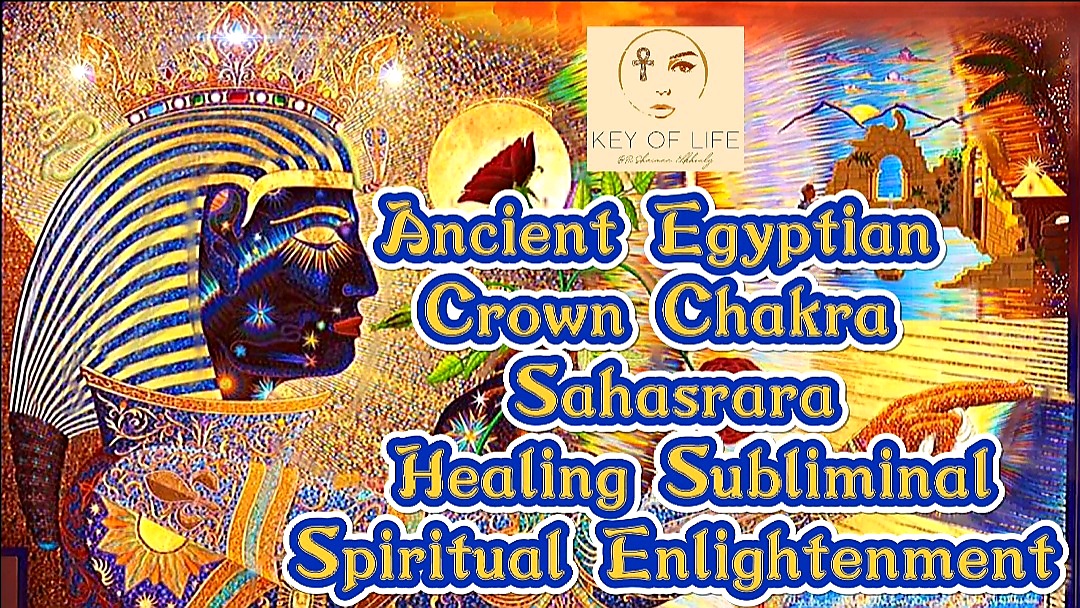 KEY OF LIFE
Ancient Egyptian
Crown Chakra
Sahasrara
Healing Subliminal
Spiritual Enlightenment